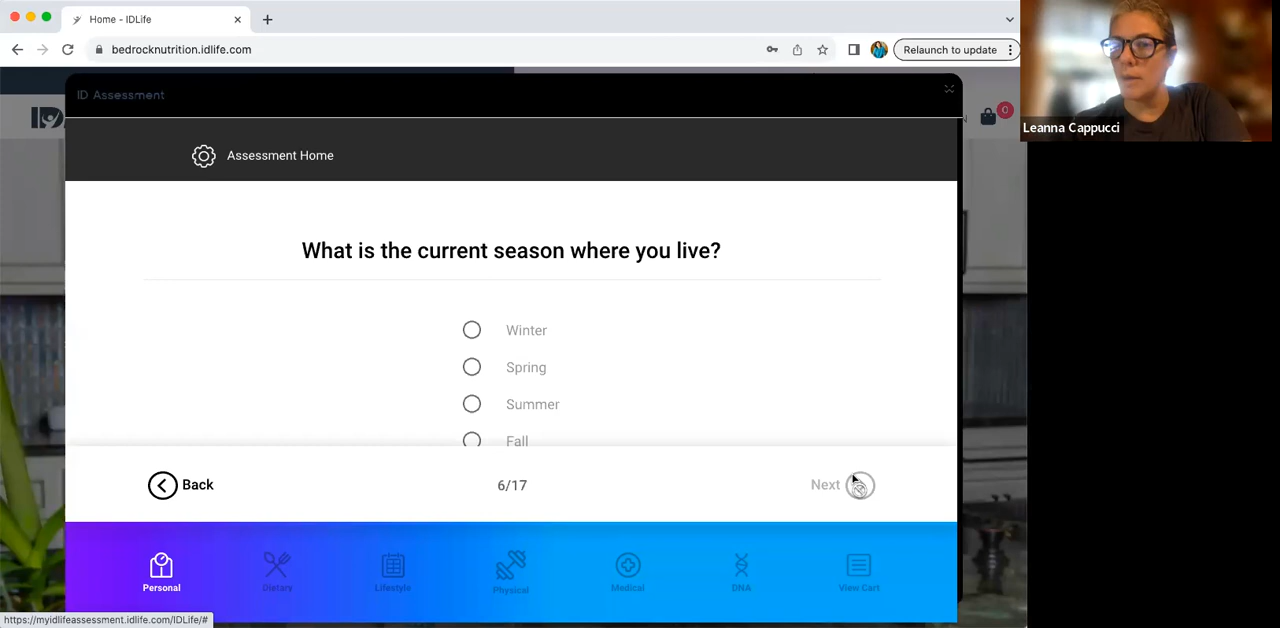 Home - IDLife
bedrocknutrition.idlife.com
Relaunch to update
ID Assessment
ID
0
Leanna Cappucci
Assessment Home
What is the current season where you live?
Winter
Spring
Summer
Fall
Back
6/17
Next
Personal
Dietary
Lifestyle
Physical
Medical
DNA
View Cart
https://myidlifeassessment.idlife.com/IDLife/#